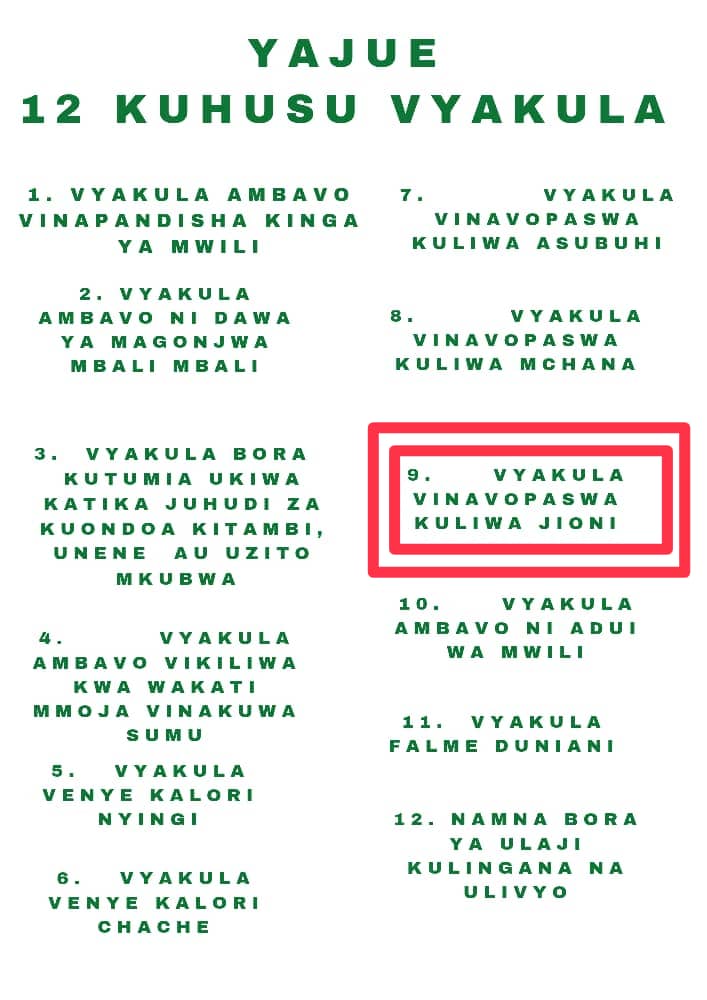 YAJUE
12 KUHUSU VYAKULA
1. VYAKULA AMBAVO
VINAPANDISHA KINGA
YA MWILI
2. VYAKULA
AMBAVO NI DAWA
YA MAGONJWA
MBALI MBALI
3. VYAKULA BORA
KUTUMIA UKIWA
KATIKA JUHUDI ZA
KUONDOA KITAMBI,
UNENE AU UZITO
MKUBWA
4. VYAKULA
AMBAVO VIKILIWA
KWA WAKATI
MMOJA VINAKUWA
SUMU
5. VYAKULA
VENYE KALORI
NYINGI
6. VYAKULA
VENYE KALORI
CHACHE
7. VYAKULA
VINAVOPASWA
KULIWA ASUBUHI
8. VYAKULA
VINAVOPASWA
KULIWA MCHANA
9. VYAKULA
VINAVOPASWA
KULIWA JIONI
10. VYAKULA
AMBAVO NI ADUI
WA MWILI
11. VYAKULA
FALME DUNIANI
12. NAMNA BORA
YA ULAJI
KULINGANA NA
ULIVYO